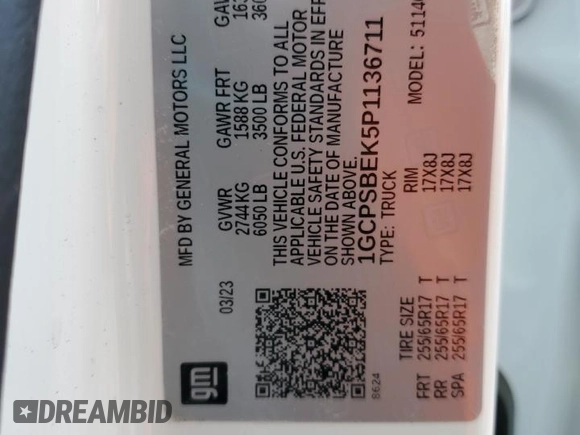 MFD BY GENERAL MOTORS LLC
03/23
GVWR
2744 KG
6050 LB
GAWR FRT
1588 KG
3500 LB
THIS VEHICLE CONFORMS TO ALL
APPLICABLE U.S. FEDERAL MOTOR
VEHICLE SAFETY STANDARDS IN EFF
ON THE DATE OF MANUFACTURE
SHOWN ABOVE.
1GCPSBEK5P1136711
TYPE: TRUCK
MODEL: 
TIRE SIZE
RIM
FRT 255/65R17 T 17X8J
RR 255/65R17 T 17X8J
SPA 255/65R17 T 17X8J
gm
8624
DREAMBID